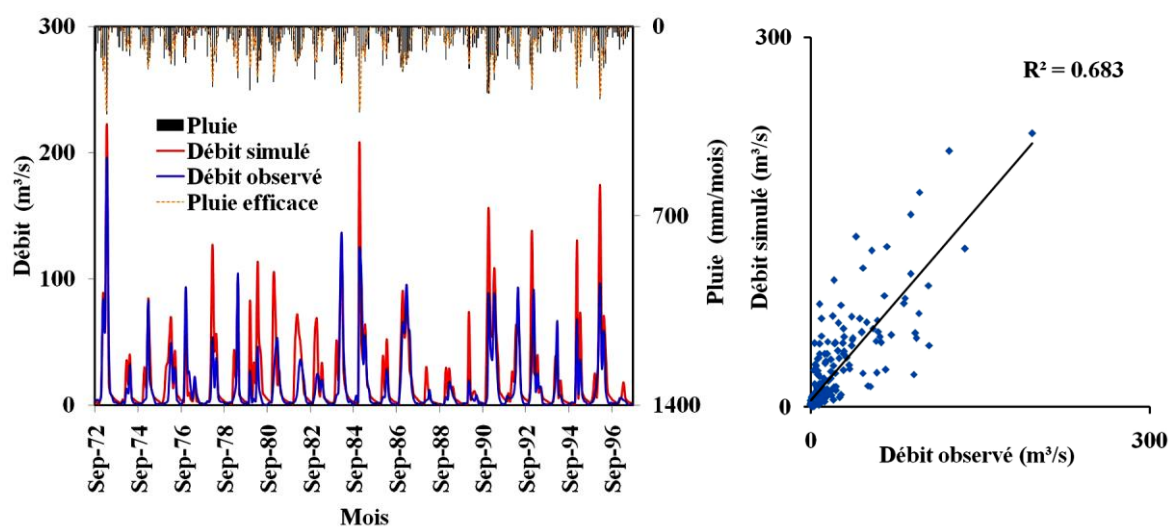 300
200
100
0
Débit (m³/s)
Pluie
Débit simulé
Débit observé
Pluie efficace
0
700
1400
Pluie (mm/mois)
Sep-72
Sep-74
Sep-76
Sep-78
Sep-80
Sep-82
Sep-84
Sep-86
Sep-88
Sep-90
Sep-92
Sep-94
Sep-96
Mois
300
R² = 0.683
Débit simulé (m³/s)
0
0
300
Débit observé (m³/s)